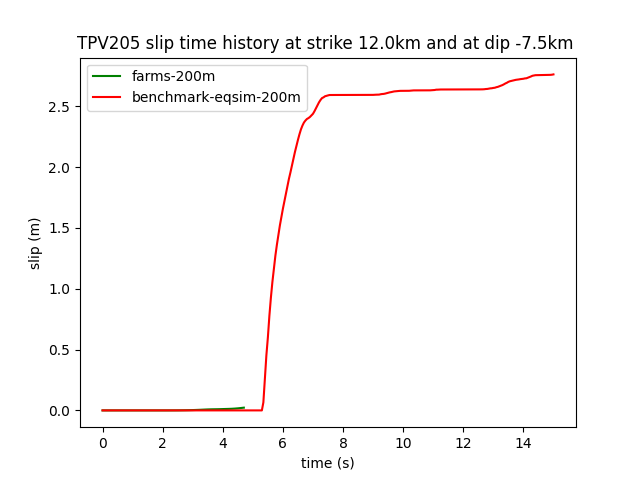 TPV205 slip time history at strike 12.0km and at dip -7.5km
farms-200m
benchmark-eqsim-200m
2.5
2.0
1.5
1.0
0.5
0.0
slip (m)
0 2 4 6 8 10 12 14
time (s)